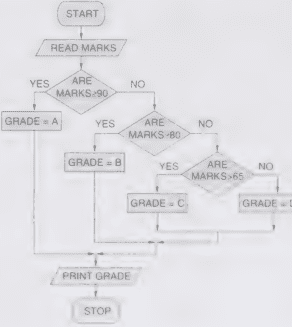 START
READ MARKS
YES
ARE
MARKS≥90
NO
GRADE = A
YES
ARE
MARKS>80
NO
GRADE = B
YES
ARE
MARKS>65
NO
GRADE = C
GRADE = D
PRINT GRADE
STOP